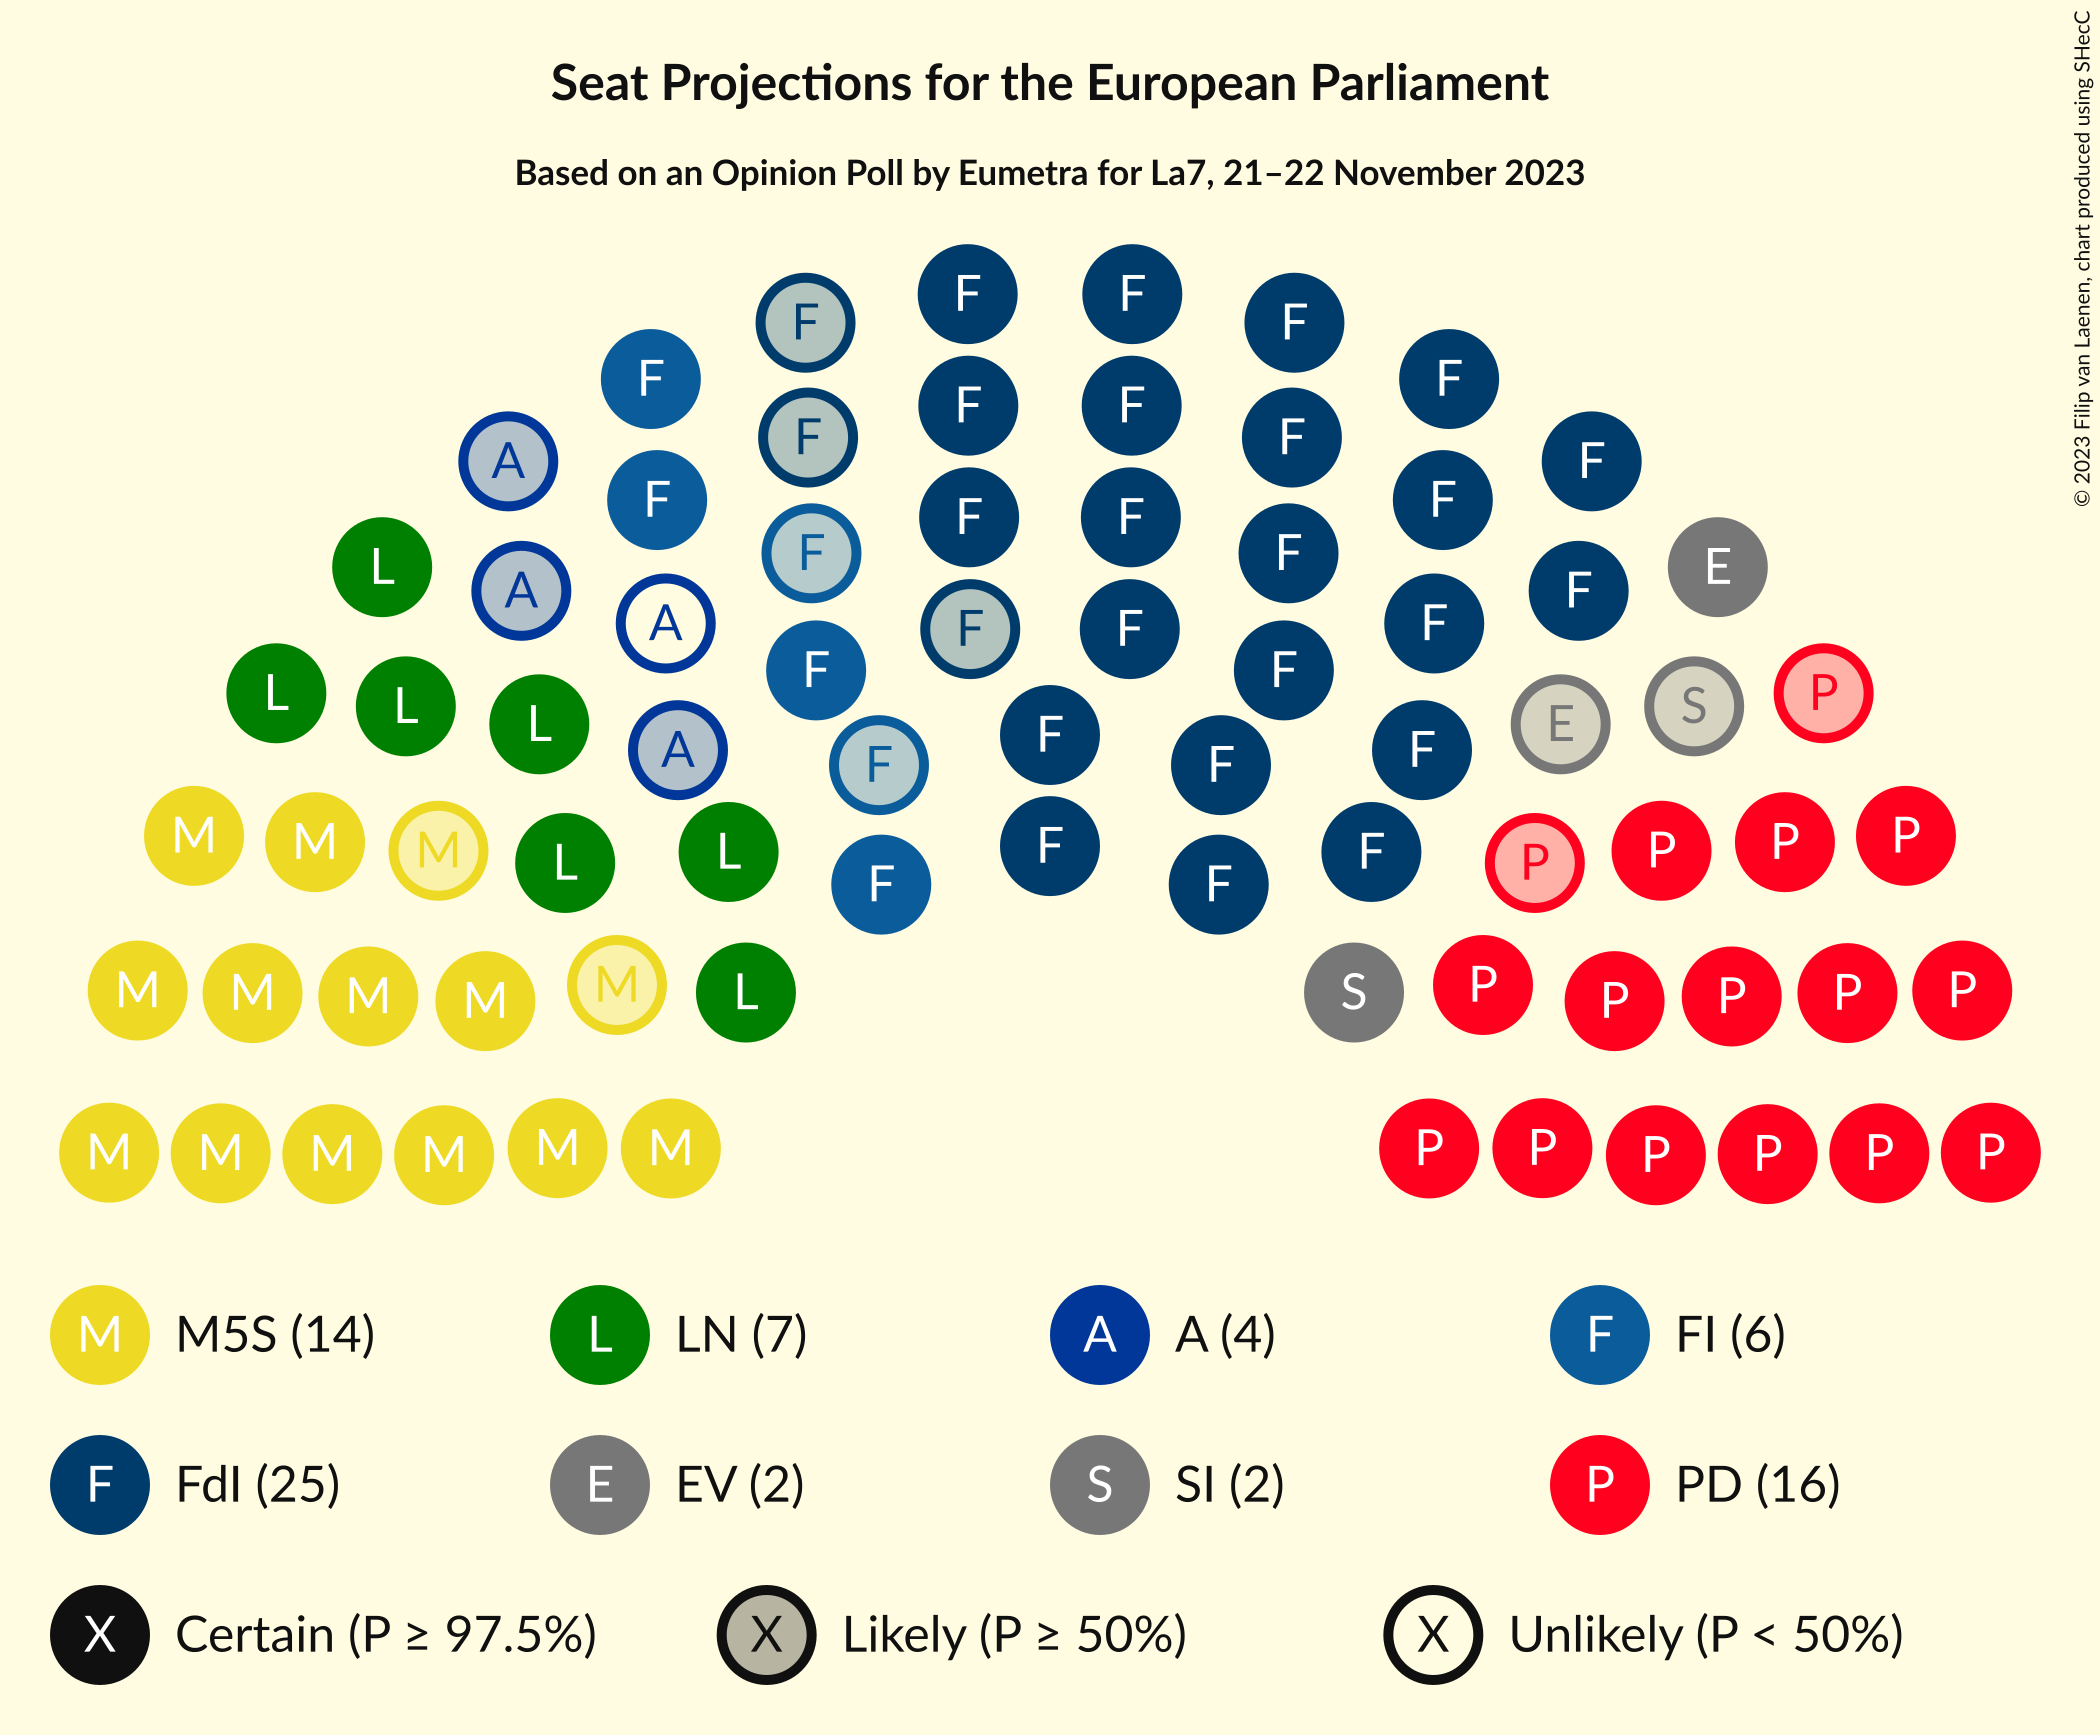 Seat Projections for the European Parliament
Based on an Opinion Poll by Eumetra for La7, 21–22 November 2023
© 2023 Filip van Laenen, chart produced using SHecC
F F
F F
F F
A F F F F F
F F F
F F
L A F F F F E
A F F
L L L A F F F F E S P
F F
M M M L L F F F F P P P P
F F
M M M M M L S P P P P P
M M M M M M P P P P P P
M M5S (14) L LN (7) A A (4) F FI (6)
F FdI (25) E EV (2) S SI (2) P PD (16)
X Certain (P ≥ 97.5%) X Likely (P ≥ 50%) X Unlikely (P < 50%)